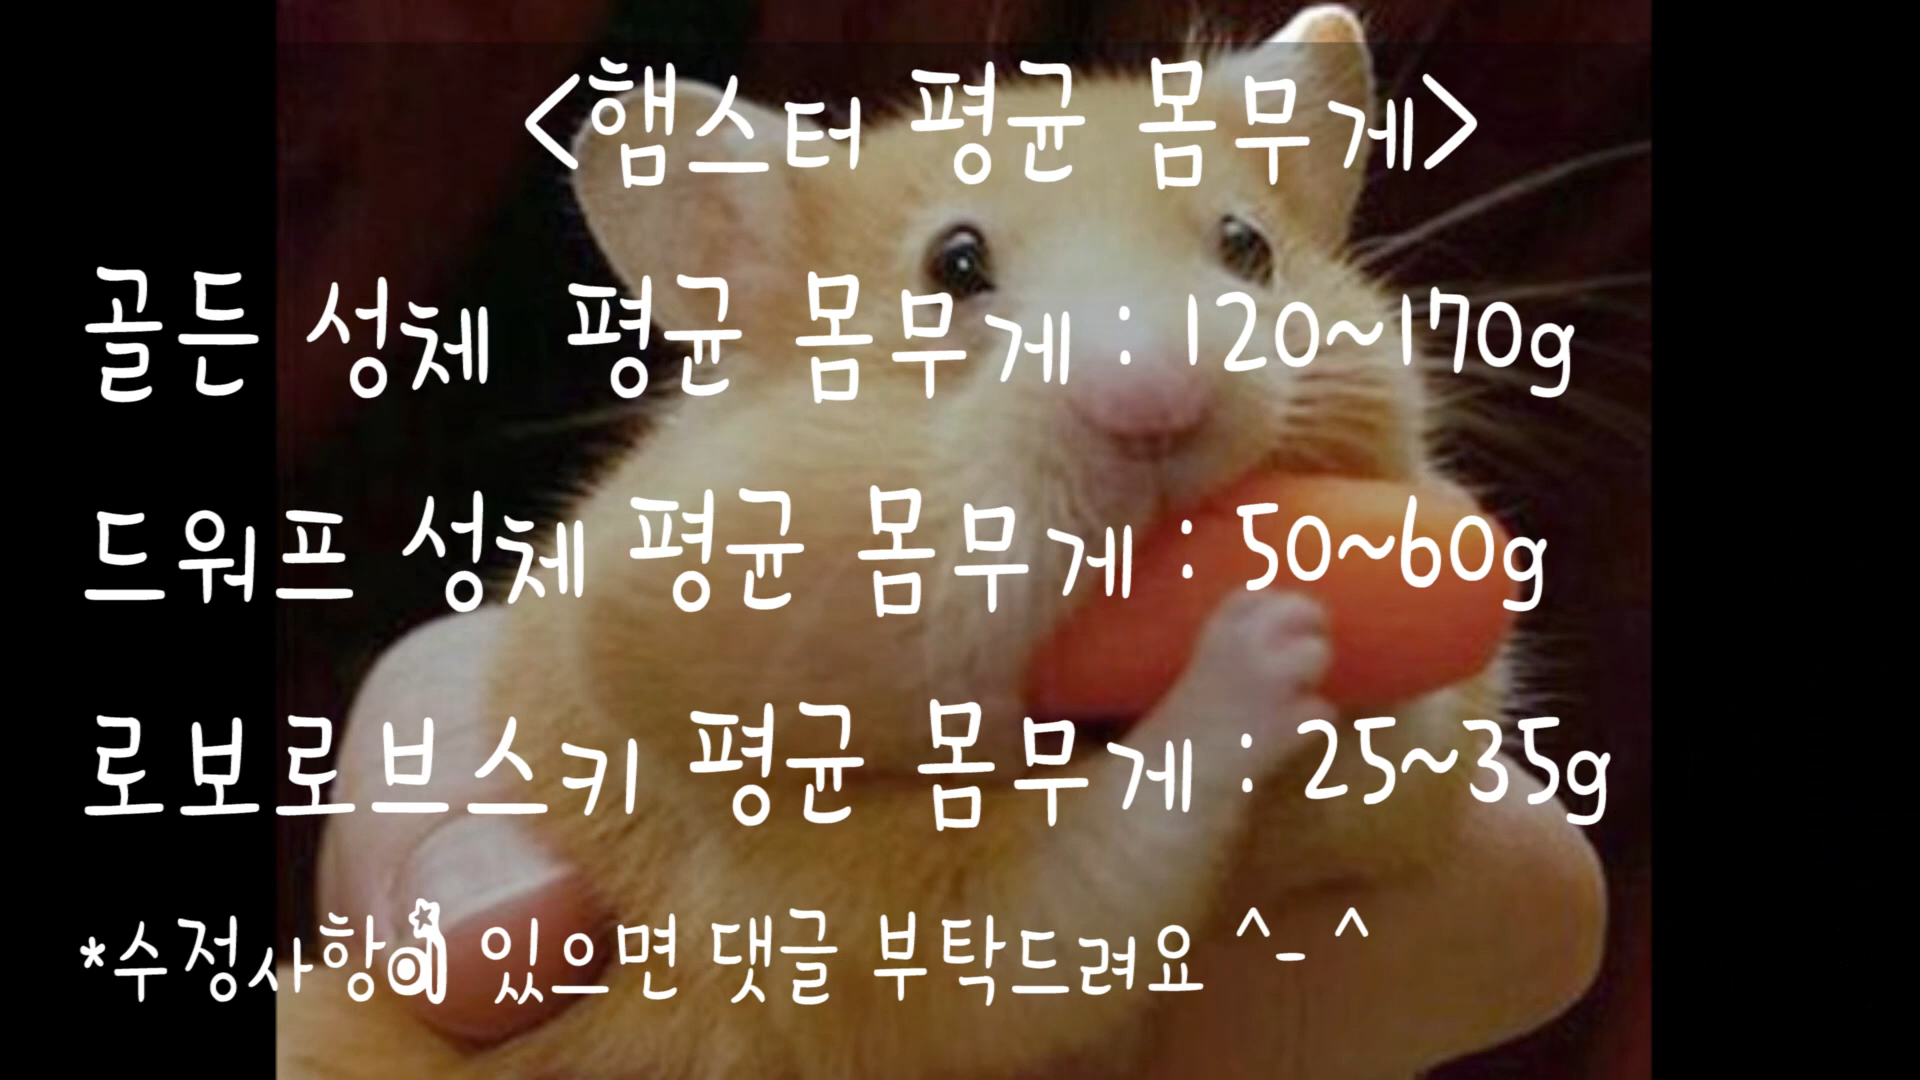 <햄스터 평균 몸무게>
골든 성체 평균 몸무게 : 120~170g
드워프 성체 평균 몸무게 : 50~60g
로보로브스키 평균 몸무게 : 25~35g
*수정사항이 있으면 댓글 부탁드려요 ^-^